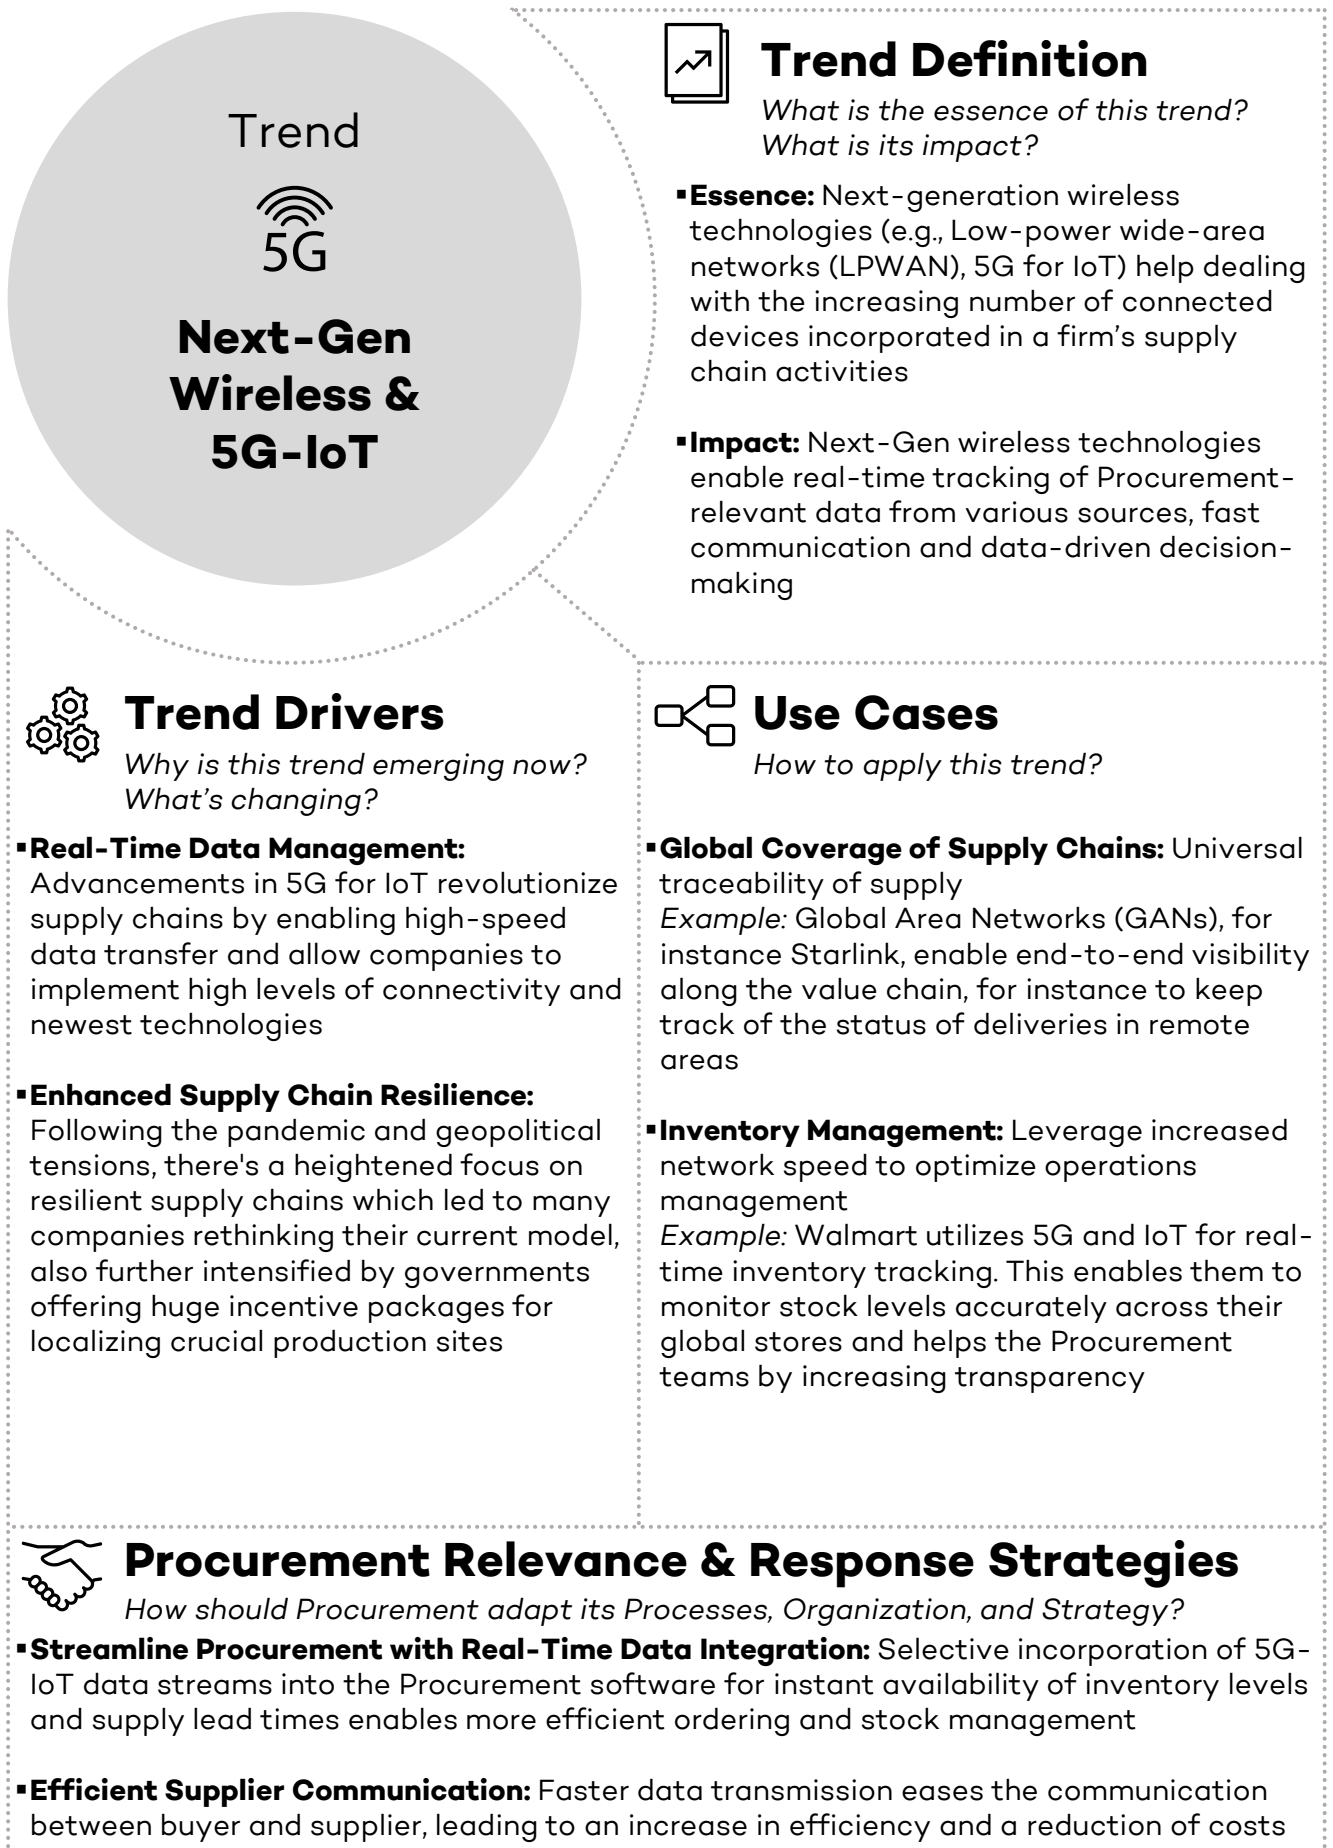 Trend
5G
Next-Gen
Wireless &
5G-IoT
Trend Definition
What is the essence of this trend?
What is its impact?
▪Essence: Next-generation wireless
technologies (e.g., Low-power wide-area
networks (LPWAN), 5G for IoT) help dealing
with the increasing number of connected
devices incorporated in a firm’s supply
chain activities
▪Impact: Next-Gen wireless technologies
enable real-time tracking of Procurement-
relevant data from various sources, fast
communication and data-driven decision-
making
Trend Drivers
Why is this trend emerging now?
What’s changing?
▪Real-Time Data Management:
Advancements in 5G for IoT revolutionize
supply chains by enabling high-speed
data transfer and allow companies to
implement high levels of connectivity and
newest technologies
▪Enhanced Supply Chain Resilience:
Following the pandemic and geopolitical
tensions, there's a heightened focus on
resilient supply chains which led to many
companies rethinking their current model,
also further intensified by governments
offering huge incentive packages for
localizing crucial production sites
Use Cases
How to apply this trend?
▪Global Coverage of Supply Chains: Universal
traceability of supply
Example: Global Area Networks (GANs), for
instance Starlink, enable end-to-end visibility
along the value chain, for instance to keep
track of the status of deliveries in remote
areas
▪Inventory Management: Leverage increased
network speed to optimize operations
management
Example: Walmart utilizes 5G and IoT for real-
time inventory tracking. This enables them to
monitor stock levels accurately across their
global stores and helps the Procurement
teams by increasing transparency
Procurement Relevance & Response Strategies
How should Procurement adapt its Processes, Organization, and Strategy?
▪Streamline Procurement with Real-Time Data Integration: Selective incorporation of 5G-
IoT data streams into the Procurement software for instant availability of inventory levels
and supply lead times enables more efficient ordering and stock management
▪Efficient Supplier Communication: Faster data transmission eases the communication
between buyer and supplier, leading to an increase in efficiency and a reduction of costs